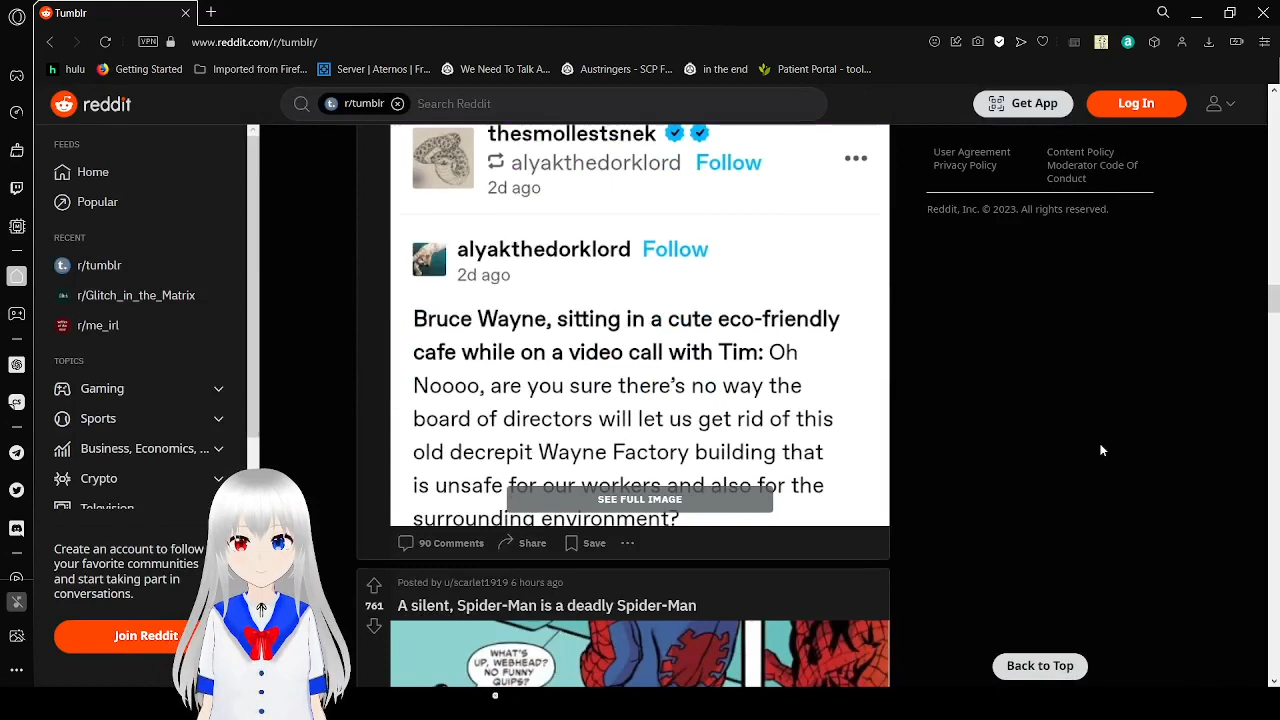 Tumblr
VPN
www.reddit.com/r/tumblr/
hulu
Getting Started
Imported from Firef...
Server | Aternos | Fr...
We Need To Talk A...
Austringers - SCP F...
in the end
Patient Portal - tool...
reddit
r/tumblr
Search Reddit
Get App
Log In
FEEDS
Home
Popular
RECENT
r/tumblr
r/Glitch_in_the_Matrix
r/me_irl
TOPICS
Gaming
Sports
Business, Economics, ...
Crypto
Television
Create an account to follow
your favorite communities
and start taking part in
conversations.
Join Reddit
thesmollestsnek
alyakthedorklord Follow
2d ago
alyakthedorklord Follow
2d ago
Bruce Wayne, sitting in a cute eco-friendly
cafe while on a video call with Tim: Oh
Noooo, are you sure there's no way the
board of directors will let us get rid of this
old decrepit Wayne Factory building that
is unsafe for our workers and also for the
surrounding environment?
SEE FULL IMAGE
90 Comments
Share
Save
Posted by u/scarlet1919 6 hours ago
761
A silent, Spider-Man is a deadly Spider-Man
WHAT'S
UP, WEBHEAD?
NO FUNNY
QUIPS?
User Agreement
Privacy Policy
Content Policy
Moderator Code Of
Conduct
Reddit, Inc. © 2023. All rights reserved.
Back to Top